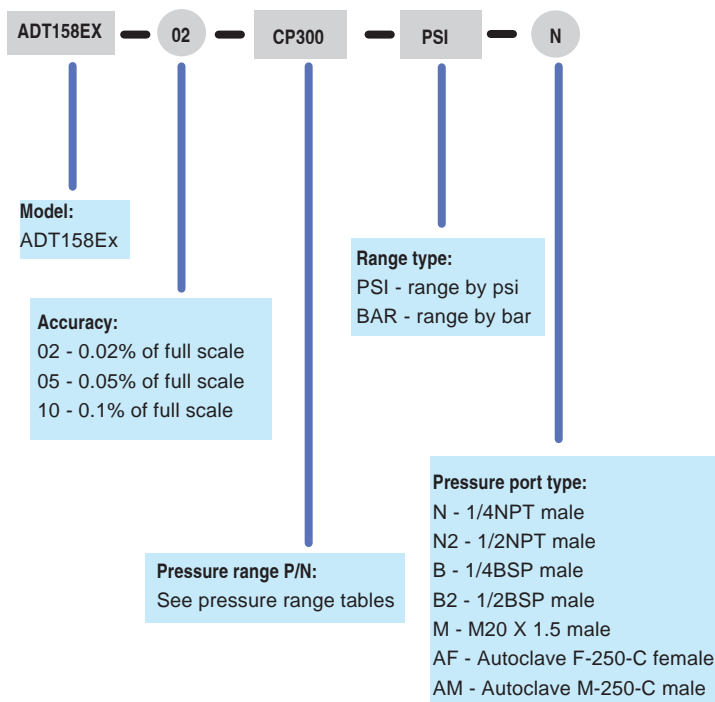 ADT158EX 02 CP300 PSI N
Model:
ADT158Ex
Range type:
PSI - range by psi
BAR - range by bar
Accuracy:
02 - 0.02% of full scale
05 - 0.05% of full scale
10 - 0.1% of full scale
Pressure port type:
N - 1/4NPT male
N2 - 1/2NPT male
B - 1/4BSP male
B2 - 1/2BSP male
M - M20 X 1.5 male
AF - Autoclave F-250-C female
AM - Autoclave M-250-C male
Pressure range P/N:
See pressure range tables